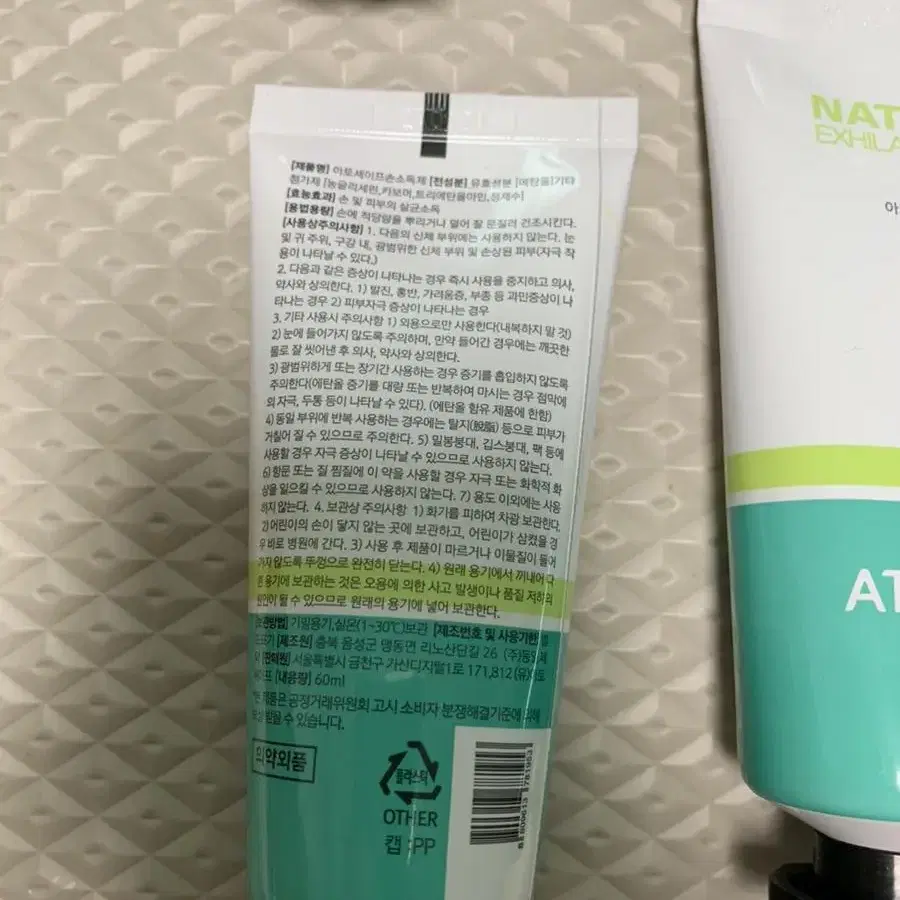 [제품명] 아토세이프손소독제 [전성분] 유효성분 [에탄올]기타
첨가제 [농글리세린,카보머,트리에탄올아민,정제수]
[효능효과] 손 및 피부의 살균소독
[용법용량] 손에 적당량을 뿌리거나 덜어 잘 문질러 건조시킨다.
[사용상주의사항] 1. 다음의 신체 부위에는 사용하지 않는다. 눈
및 귀 주위, 구강 내, 광범위한 신체 부위 및 손상된 피부(자극 작
용이 나타날 수 있다.)
2. 다음과 같은 증상이 나타나는 경우 즉시 사용을 중지하고 의사,
약사와 상의한다. 1) 발진, 홍반, 가려움증, 부종 등 과민증상이 나
타나는 경우 2) 피부자극 증상이 나타나는 경우
3. 기타 사용시 주의사항 1) 외용으로만 사용한다(내복하지 말 것)
2) 눈에 들어가지 않도록 주의하며, 만약 들어간 경우에는 깨끗한
물로 잘 씻어낸 후 의사, 약사와 상의한다.
3) 광범위하게 또는 장기간 사용하는 경우 증기를 흡입하지 않도록
주의한다(에탄올 증기를 대량 또는 반복하여 마시는 경우 점막에
의 자극, 두통 등이 나타날 수 있다). (에탄올 함유 제품에 한함)
4) 동일 부위에 반복 사용하는 경우에는 탈지(脫脂) 등으로 피부가
거칠어 질 수 있으므로 주의한다. 5) 밀봉붕대, 깁스붕대, 팩 등에
사용할 경우 자극 증상이 나타날 수 있으므로 사용하지 않는다.
6) 항문 또는 질 찜질에 이 약을 사용할 경우 자극 또는 화학적 화
상을 일으킬 수 있으므로 사용하지 않는다. 7) 용도 이외에는 사용
하지 않는다. 4. 보관상 주의사항 1) 화기를 피하여 차광 보관한다.
2) 어린이의 손이 닿지 않는 곳에 보관하고, 어린이가 삼켰을 경
우 바로 병원에 간다. 3) 사용 후 제품이 마르거나 이물질이 들어
가지 않도록 뚜껑으로 완전히 닫는다. 4) 원래 용기에서 꺼내어 다
른 용기에 보관하는 것은 오용에 의한 사고 발생이나 품질 저하의
원인이 될 수 있으므로 원래의 용기에 넣어 보관한다.
[보관방법] 기밀용기,실온(1~30℃)보관 [제조번호 및 사용기한]
[제조원] 충북 음성군 맹동면 리노산단길 26
[판매원] 서울특별시 금천구 가산디지털1로 171,812
[내용량] 60ml
공정거래위원회 고시 소비자 분쟁해결기준에 의해
받을 수 있습니다.
의약외품
플라스틱
OTHER
캡 :PP
NAT
EXHILA
아
AT